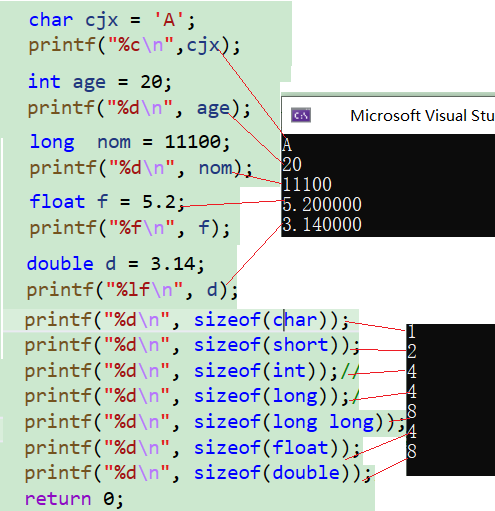 char cjx = 'A';
printf("%c\n",cjx);
int age = 20;
printf("%d\n", age);
long  nom = 11100;
printf("%d\n", nom);
float f = 5.2;
printf("%f\n", f);
double d = 3.14;
printf("%lf\n", d);
Microsoft Visual Stu
A
20
11100
5.200000
3.140000
printf("%d\n", sizeof(char));
printf("%d\n", sizeof(short));
printf("%d\n", sizeof(int));//
printf("%d\n", sizeof(long));/
printf("%d\n", sizeof(long long));
printf("%d\n", sizeof(float));
printf("%d\n", sizeof(double));
return 0;
1
2
4
4
8
4
8